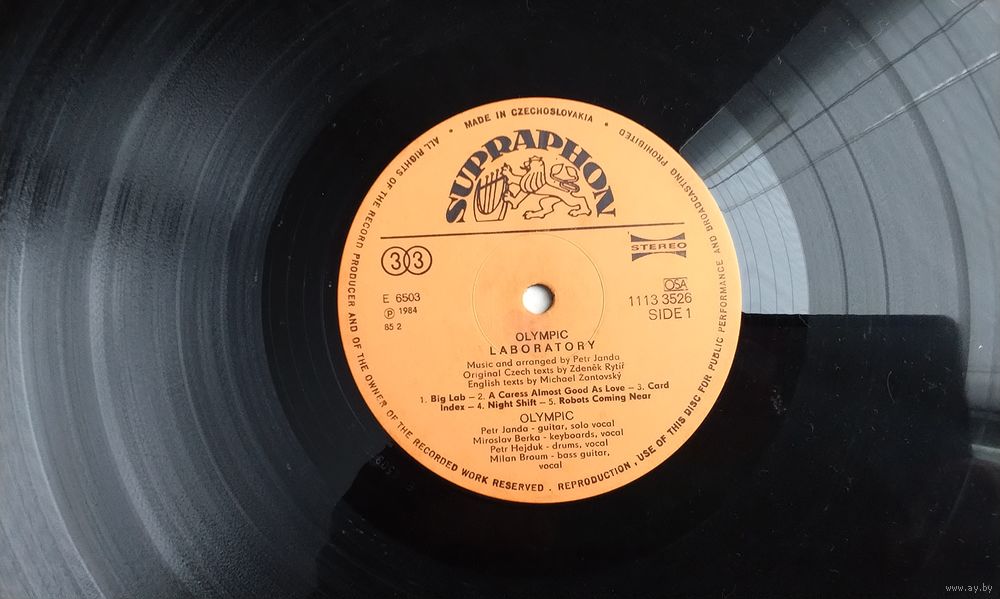 ALL RIGHTS OF THE RECORD PRODUCER AND OF THE OWNER OF THE RECORDED WORK RESERVED . REPRODUCTION, USE OF THIS DISC FOR PUBLIC PERFORMANCE AND BROADCASTING PROHIBITED • MADE IN CZECHOSLOVAKIA •
SUPRAPHON
33
STEREO
E 6503
Ⓟ 1984
85 2
OSA
1113 3526
SIDE 1
OLYMPIC
LABORATORY
Music and arranged by Petr Janda
Original Czech texts by Zdeněk Rytíř
English texts by Michael Žantovský
1. Big Lab – 2. A Caress Almost Good As Love – 3. Card
Index – 4. Night Shift – 5. Robots Coming Near
OLYMPIC
Petr Janda - guitar, solo vocal
Miroslav Berka - keyboards, vocal
Petr Hejduk - drums, vocal
Milan Broum - bass guitar,
vocal
www.ay.by